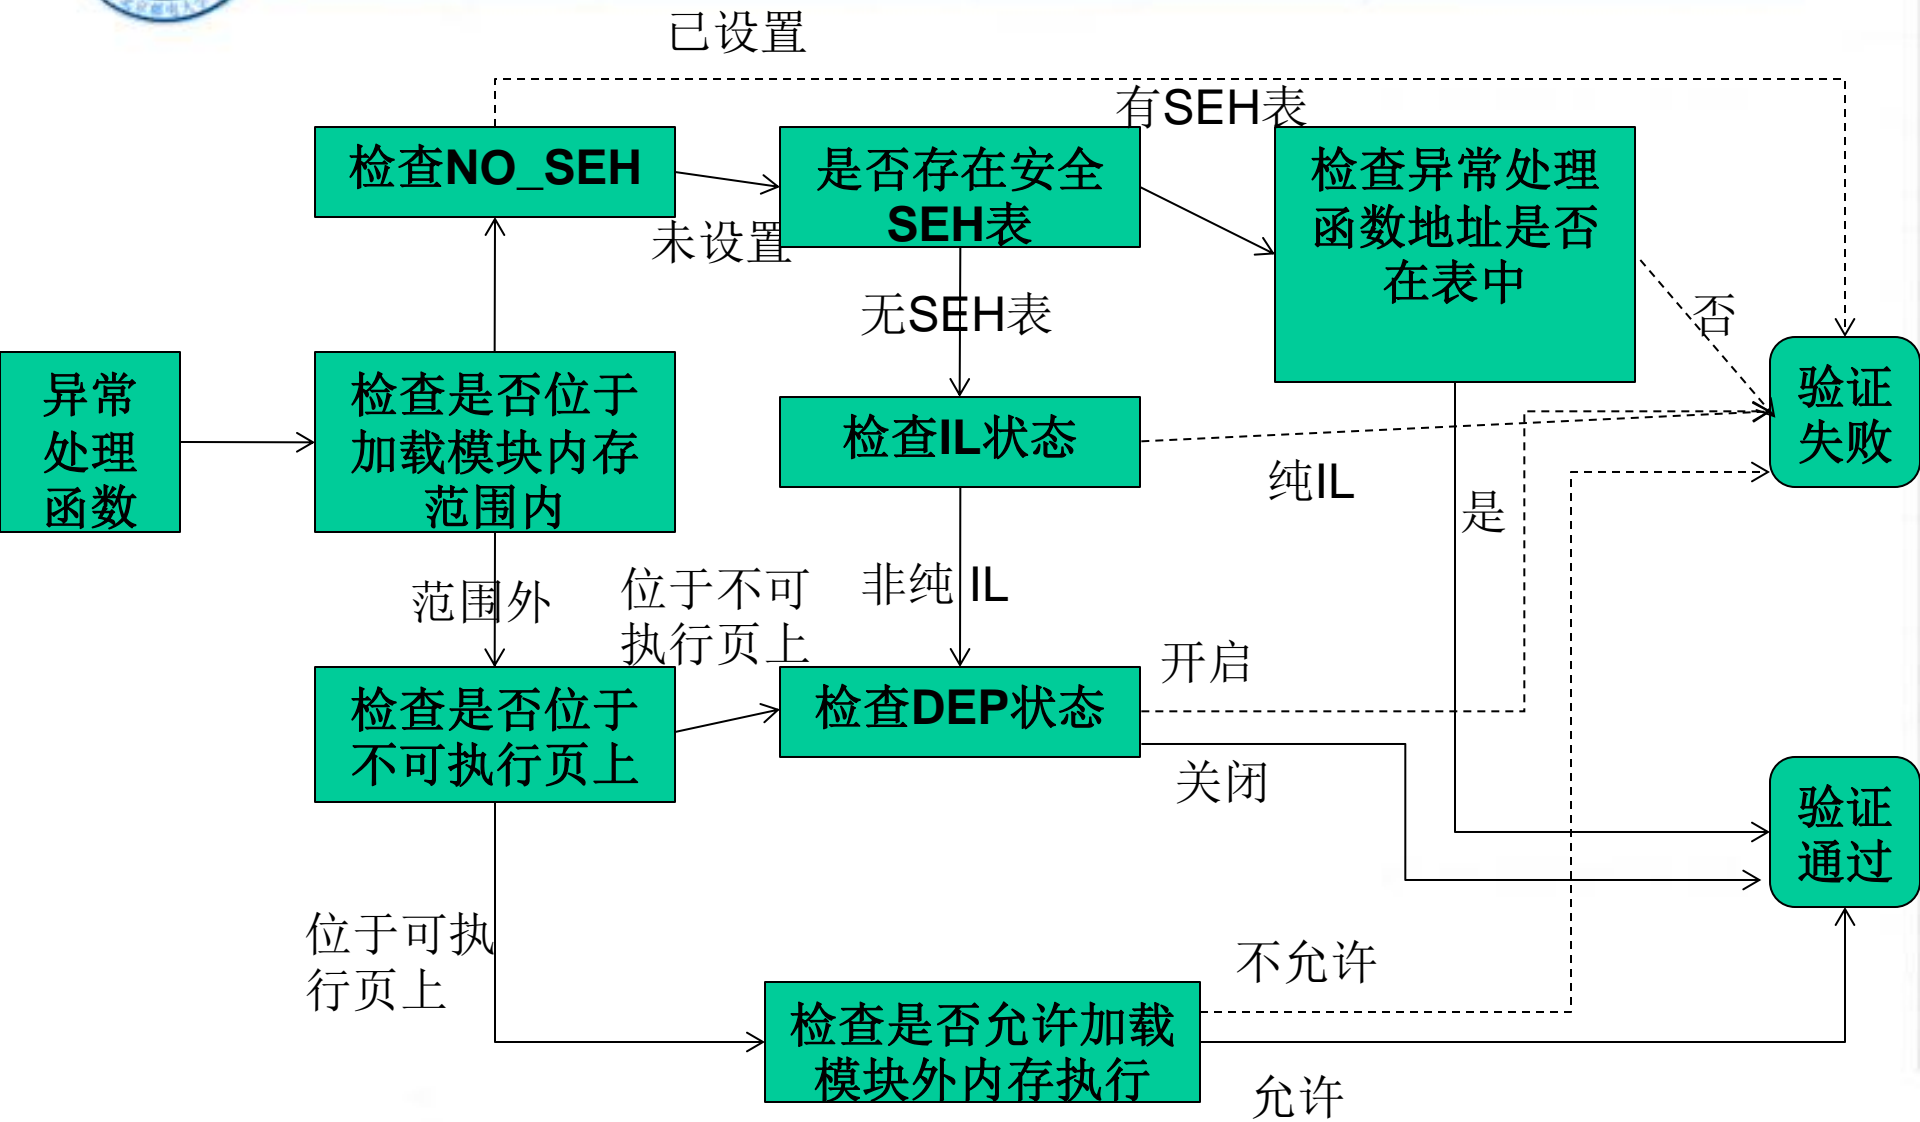 北京邮电大学
已设置
有SEH表
检查NO_SEH
是否存在安全
SEH表
检查异常处理
函数地址是否
在表中
未设置
无SEH表
否
异常
处理
函数
检查是否位于
加载模块内存
范围内
检查IL状态
纯IL
验证
失败
是
范围外
位于不可
执行页上
非纯 IL
开启
检查是否位于
不可执行页上
检查DEP状态
关闭
验证
通过
位于可执
行页上
不允许
检查是否允许加载
模块外内存执行
允许